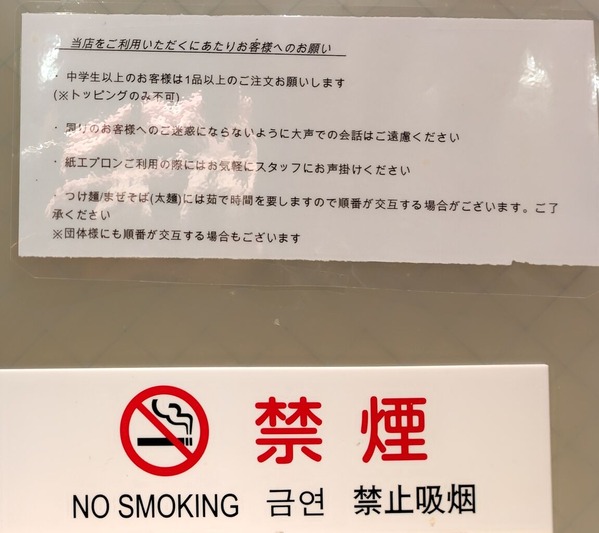 当店をご利用いただくにあたりお客様へのお願い
・中学生以上のお客様は1品以上のご注文お願いします
(※トッピングのみ不可)
・周りのお客様へのご迷惑にならないように大声での会話はご遠慮ください
・紙エプロンご利用の際にはお気軽にスタッフにお声掛けください
・つけ麺/まぜそば(太麺)には茹で時間を要しますので順番が交互する場合がございます。ご了
承ください
※団体様にも順番が交互する場合もございます
禁煙
NO SMOKING 금연 禁止吸烟